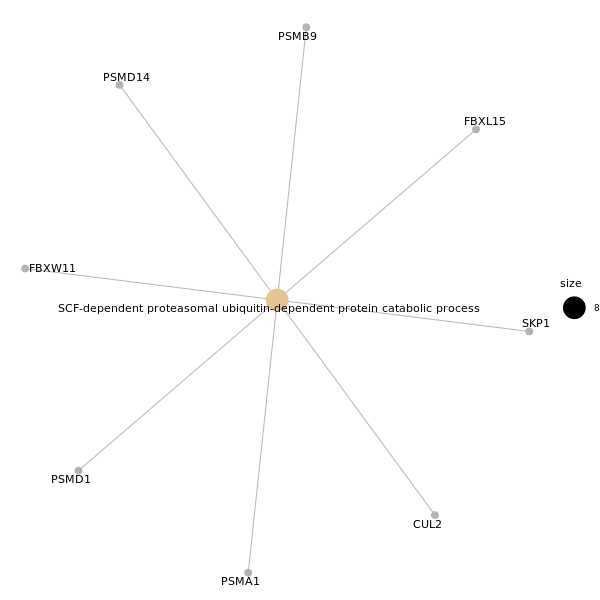 PSMB9
PSMD14
FBXL15
FBXW11
size
8
SCF-dependent proteasomal ubiquitin-dependent protein catabolic process
SKP1
PSMD1
CUL2
PSMA1